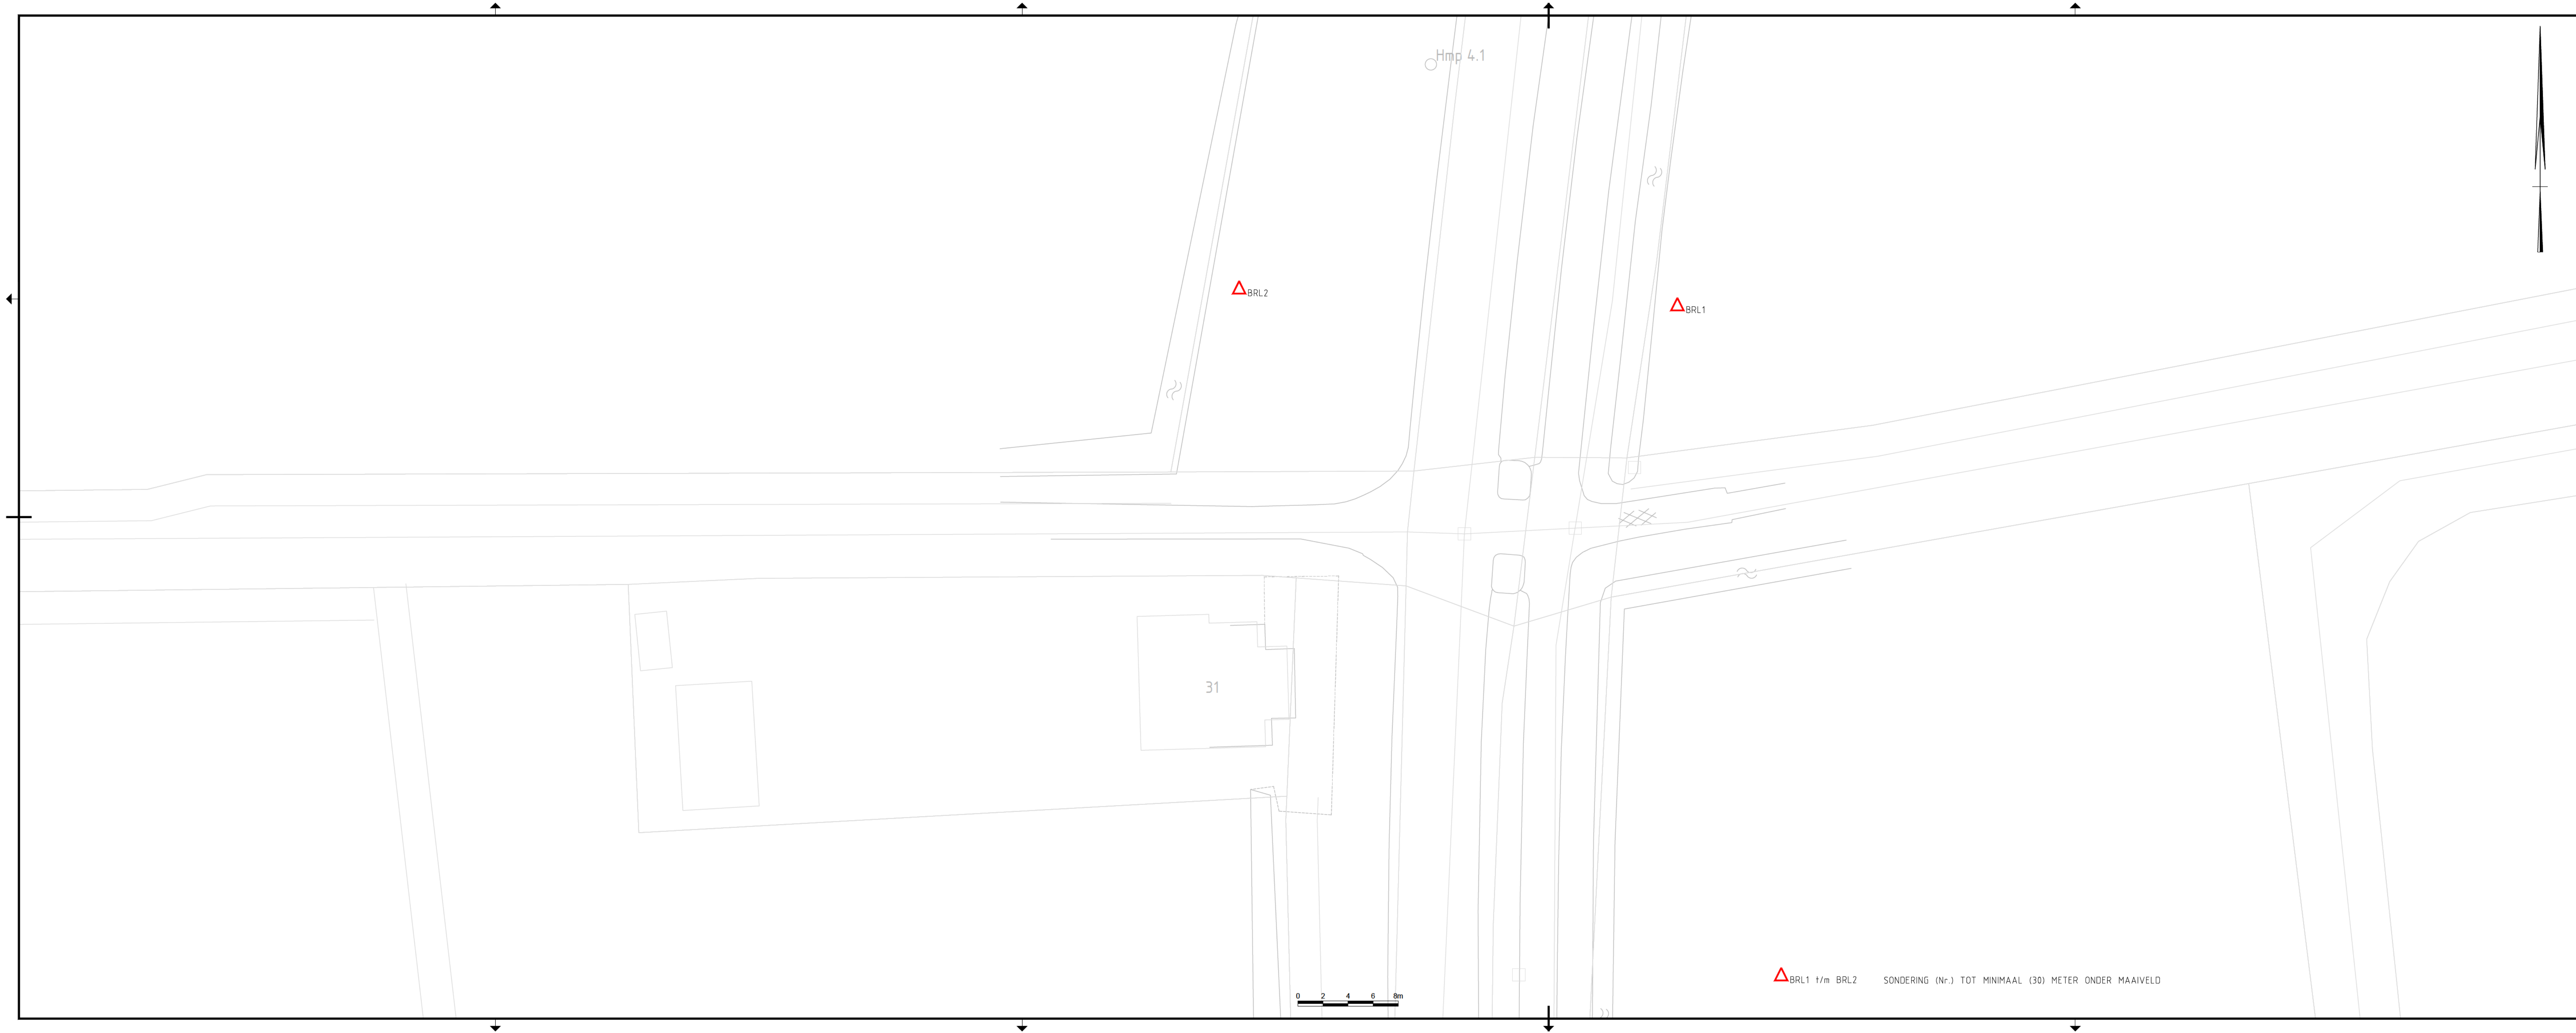 Hmp 4.1
BRL2
BRL1
31
BRL1 t/m BRL2 SONDERING (Nr.) TOT MINIMAAL (30) METER ONDER MAAIVELD
0 2 4 6 8m